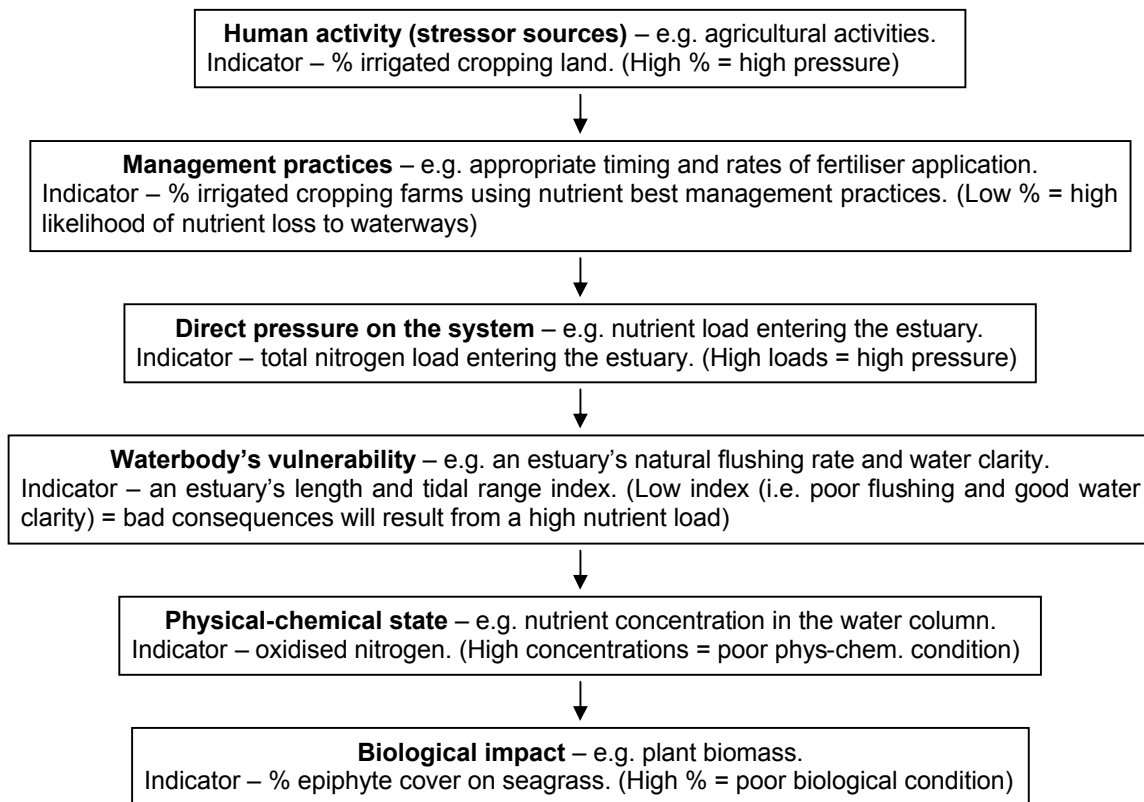 Human activity (stressor sources) – e.g. agricultural activities.
Indicator – % irrigated cropping land. (High % = high pressure)
Management practices – e.g. appropriate timing and rates of fertiliser application.
Indicator – % irrigated cropping farms using nutrient best management practices. (Low % = high
likelihood of nutrient loss to waterways)
Direct pressure on the system – e.g. nutrient load entering the estuary.
Indicator – total nitrogen load entering the estuary. (High loads = high pressure)
Waterbody's vulnerability – e.g. an estuary's natural flushing rate and water clarity.
Indicator – an estuary's length and tidal range index. (Low index (i.e. poor flushing and good water
clarity) = bad consequences will result from a high nutrient load)
Physical-chemical state – e.g. nutrient concentration in the water column.
Indicator – oxidised nitrogen. (High concentrations = poor phys-chem. condition)
Biological impact – e.g. plant biomass.
Indicator – % epiphyte cover on seagrass. (High % = poor biological condition)